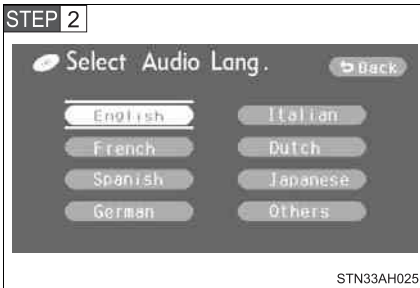 STEP 2
Select Audio Lang.
Back
English
Italian
French
Dutch
Spanish
Japanese
German
Others
STN33AH025